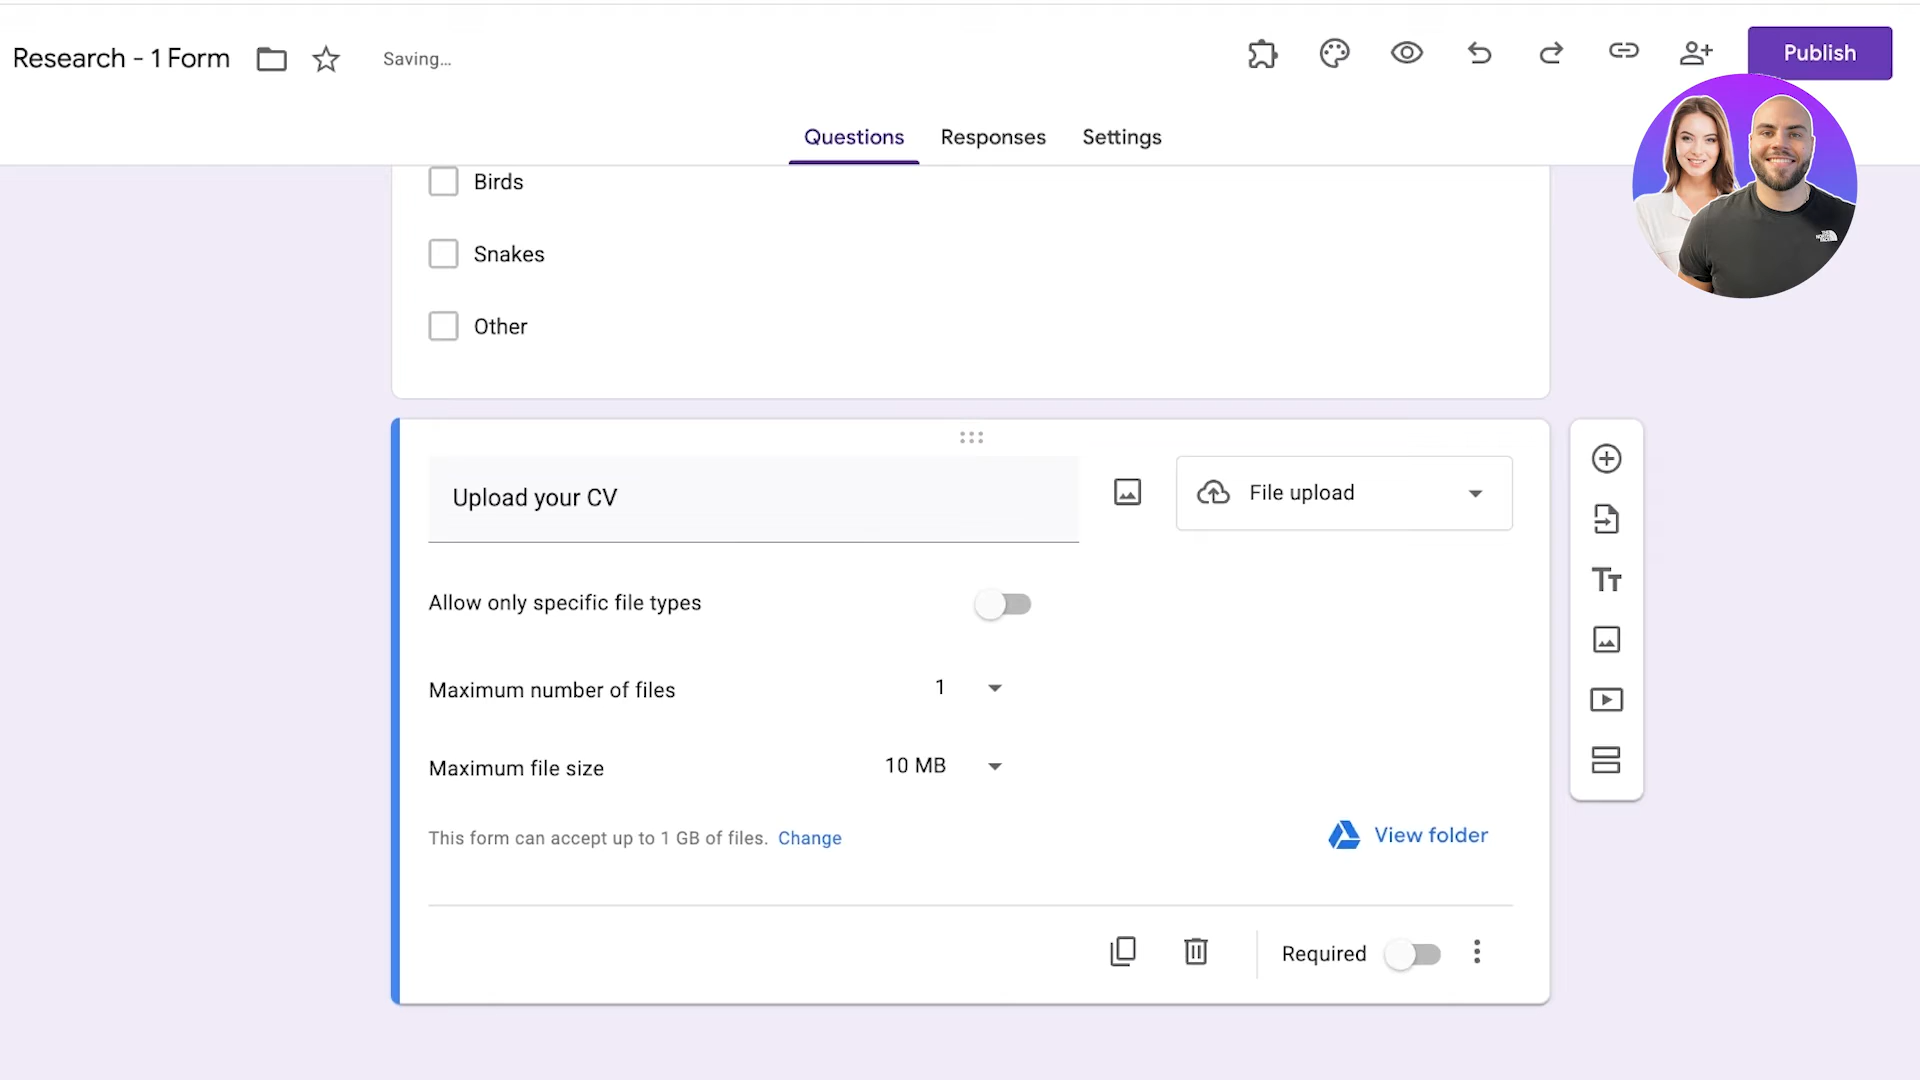 Research - 1 Form
Saving...
Publish
Questions
Responses
Settings
Birds
Snakes
Other
Upload your CV
File upload
Allow only specific file types
Maximum number of files
1
Maximum file size
10 MB
This form can accept up to 1 GB of files. Change
View folder
Required